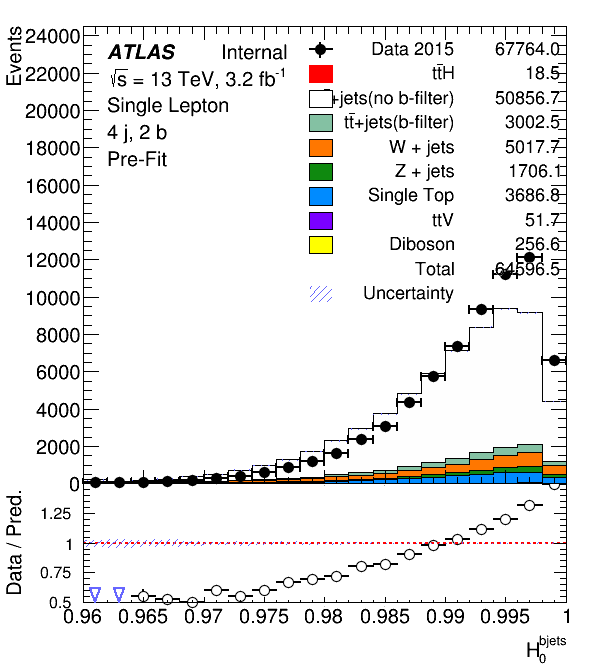 Events
24000
22000
20000
18000
16000
14000
12000
10000
8000
6000
4000
2000
0
ATLAS Internal
√s = 13 TeV, 3.2 fb⁻¹
Single Lepton
4 j, 2 b
Pre-Fit
Data 2015 67764.0
tt̄H 18.5
+jets(no b-filter) 50856.7
tt̄+jets(b-filter) 3002.5
W + jets 5017.7
Z + jets 1706.1
Single Top 3686.8
ttV 51.7
Diboson 256.6
Total 64596.5
Uncertainty
Data / Pred.
1.25
1
0.75
0.5
0.96 0.965 0.97 0.975 0.98 0.985 0.99 0.995 1
H₀ᵇʲᵉᵗˢ